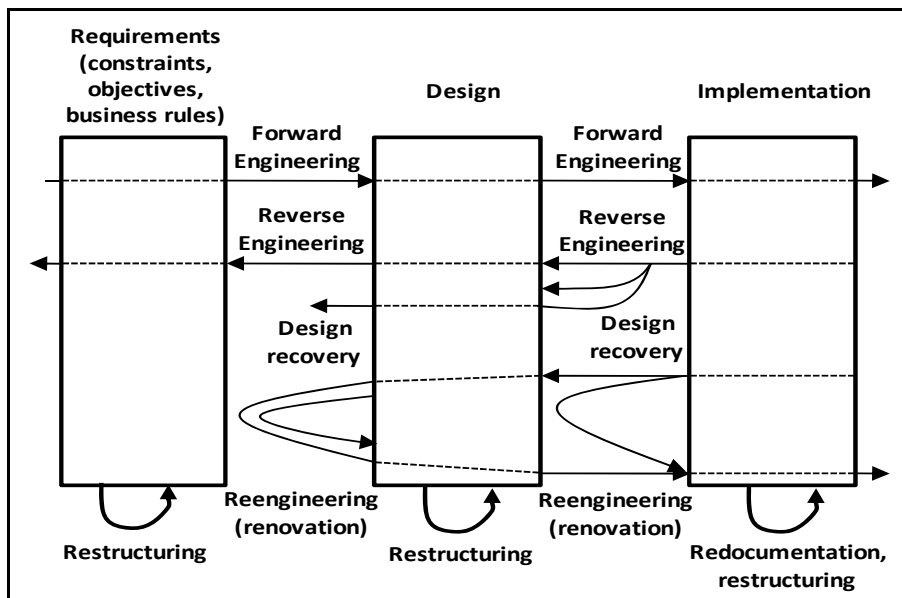 Requirements
(constraints,
objectives,
business rules)
Design
Implementation
Forward
Engineering
Forward
Engineering
Reverse
Engineering
Reverse
Engineering
Design
recovery
Design
recovery
Reengineering
(renovation)
Reengineering
(renovation)
Restructuring
Restructuring
Redocumentation,
restructuring